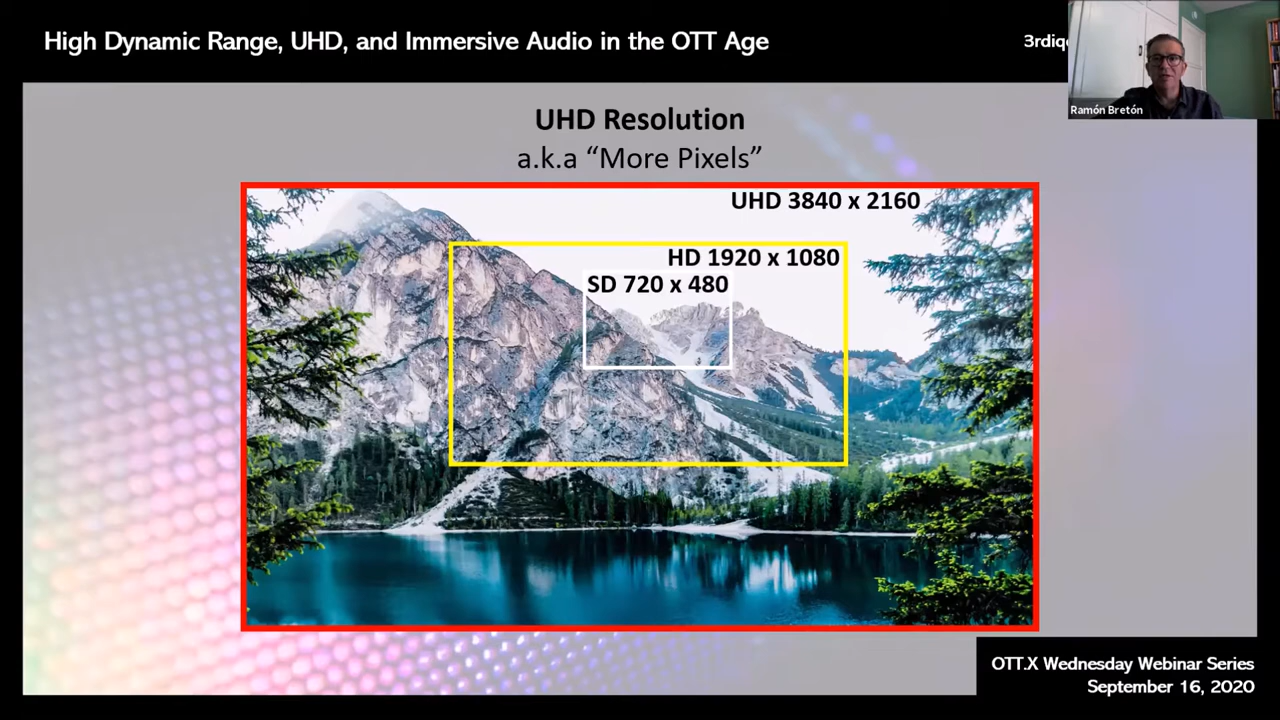 High Dynamic Range, UHD, and Immersive Audio in the OTT Age
Ramón Bretón
UHD Resolution
a.k.a “More Pixels”
UHD 3840 x 2160
HD 1920 x 1080
SD 720 x 480
OTT.X Wednesday Webinar Series
September 16, 2020